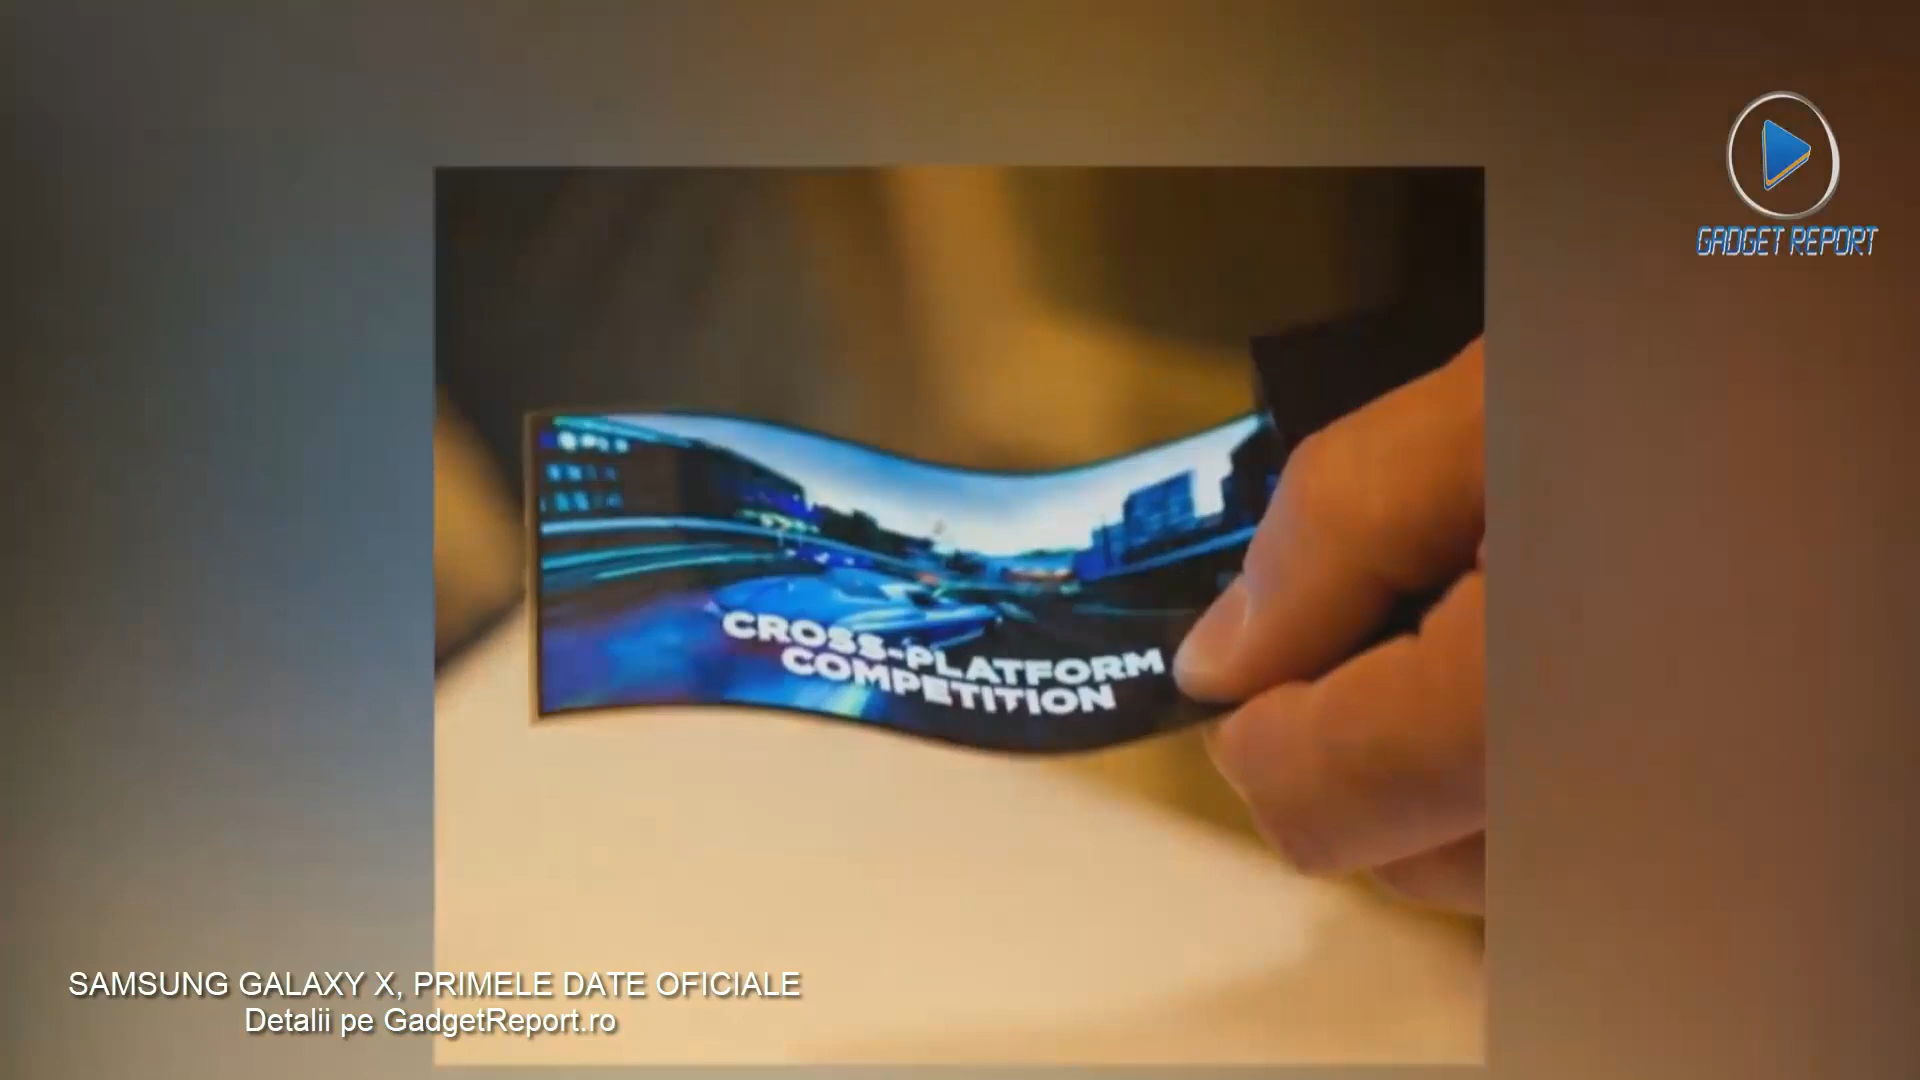 GADGET REPORT
CROSS-PLATFORM
COMPETITION
SAMSUNG GALAXY X, PRIMELE DATE OFICIALE
Detalii pe GadgetReport.ro